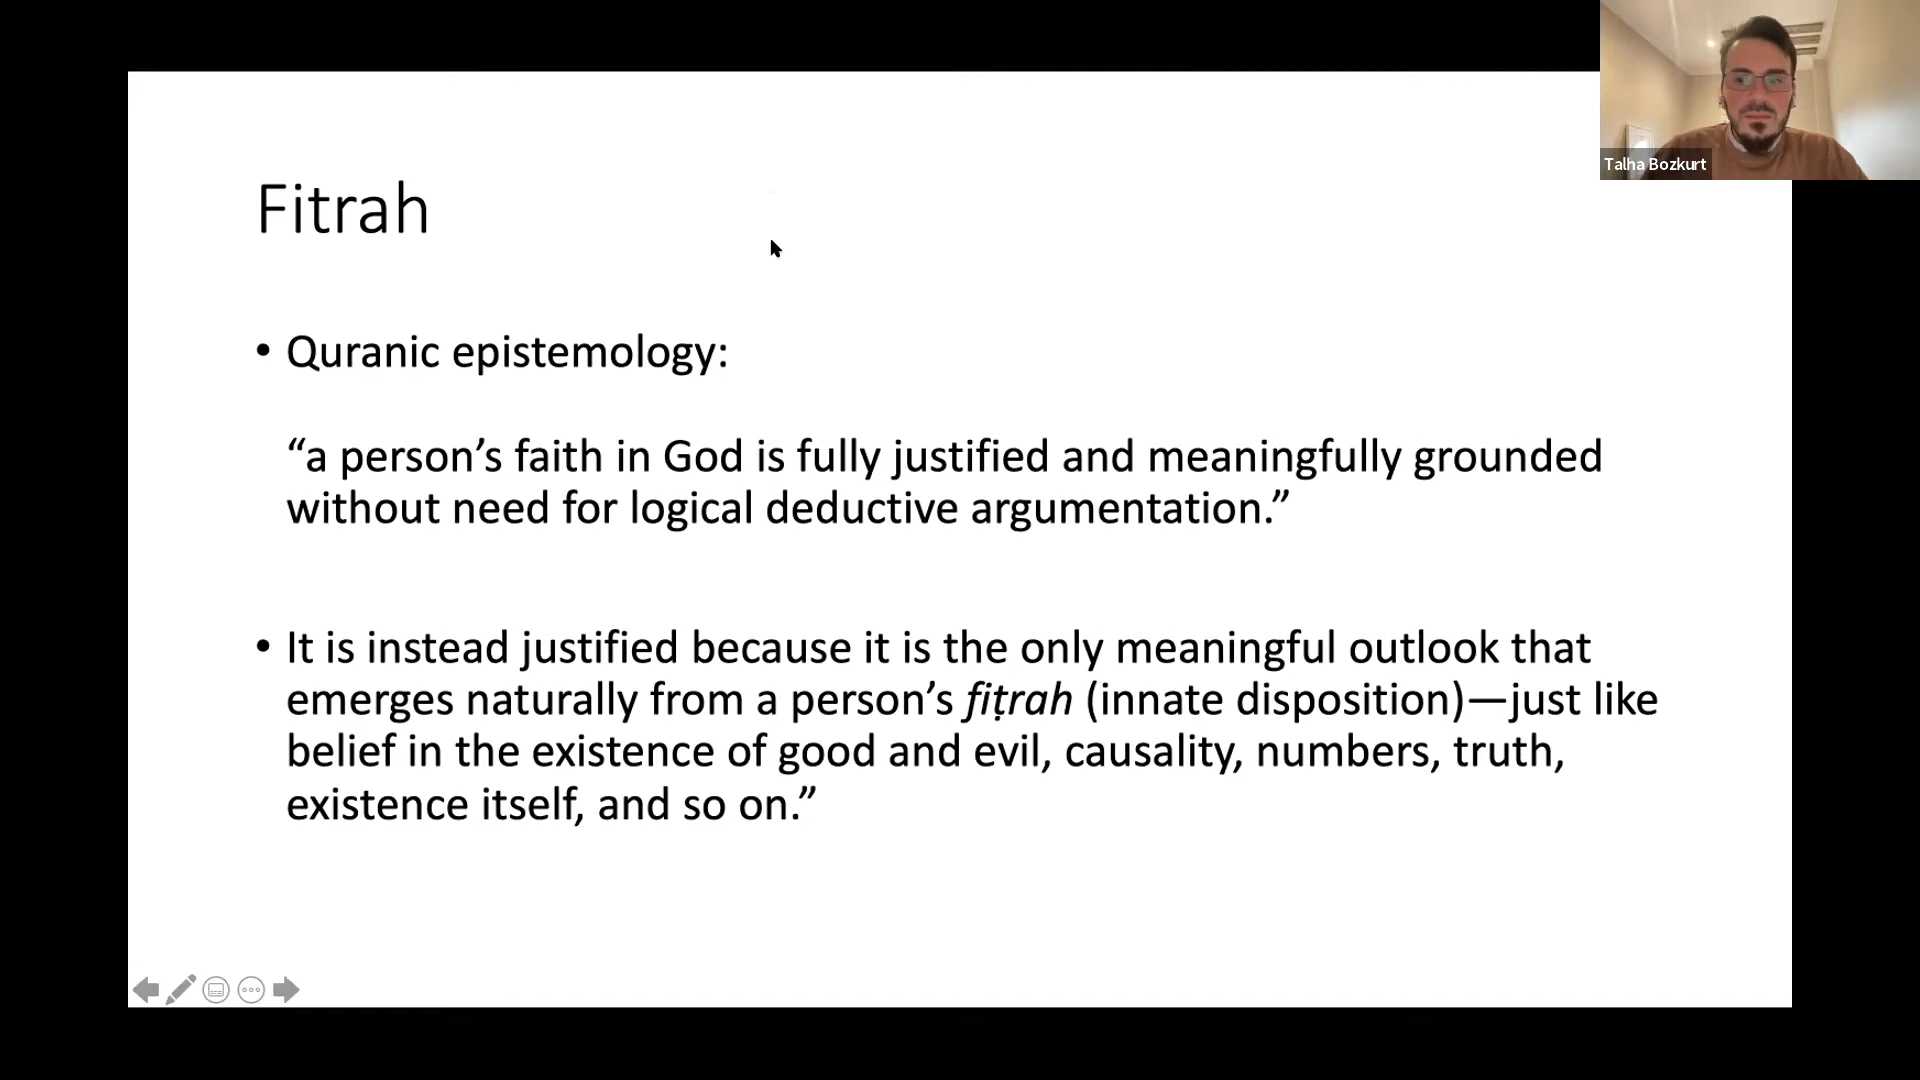 Talha Bozkurt
Fitrah
• Quranic epistemology:
“a person’s faith in God is fully justified and meaningfully grounded
without need for logical deductive argumentation.”
• It is instead justified because it is the only meaningful outlook that
emerges naturally from a person’s fiṭrah (innate disposition)—just like
belief in the existence of good and evil, causality, numbers, truth,
existence itself, and so on.”